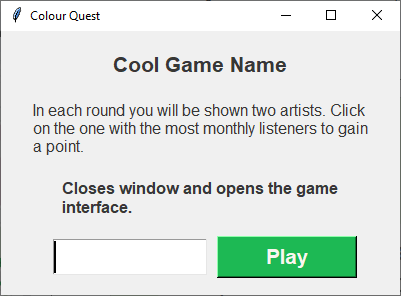 Colour Quest
Cool Game Name
In each round you will be shown two artists. Click
on the one with the most monthly listeners to gain
a point.
Closes window and opens the game
interface.
Play